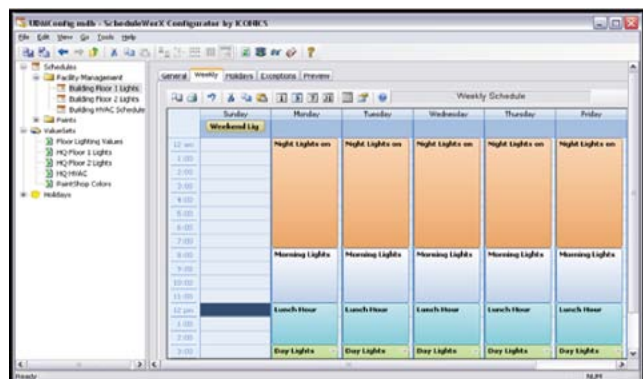 UDWConfig.mdb - ScheduleWorX Configurator by ICONICS
File Edit View Go Tools Help
Schedules
Facility Management
Building Floor 1 Lights
Building Floor 2 Lights
Building HVAC Schedule
Paints
ValueSets
Floor Lighting Values
HQ Floor 1 Lights
HQ Floor 2 Lights
HQ HVAC
PaintShop Colors
Holidays
General Weekly Holidays Exceptions Preview
Weekly Schedule
Sunday Monday Tuesday Wednesday Thursday Friday
Weekend Lig
12 am Night Lights on Night Lights on Night Lights on Night Lights on Night Lights on
1:00
2:00
3:00
4:00
5:00
6:00
7:00
8:00 Morning Lights Morning Lights Morning Lights Morning Lights Morning Lights
9:00
10:00
11:00
12 pm Lunch Hour Lunch Hour Lunch Hour Lunch Hour Lunch Hour
1:00
2:00
3:00 Day Lights Day Lights Day Lights Day Lights Day Lights
Ready NUM